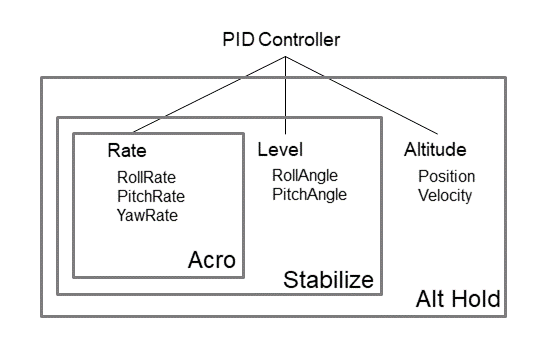 PID Controller
Rate
RollRate
PitchRate
YawRate
Acro
Level
RollAngle
PitchAngle
Stabilize
Altitude
Position
Velocity
Alt Hold